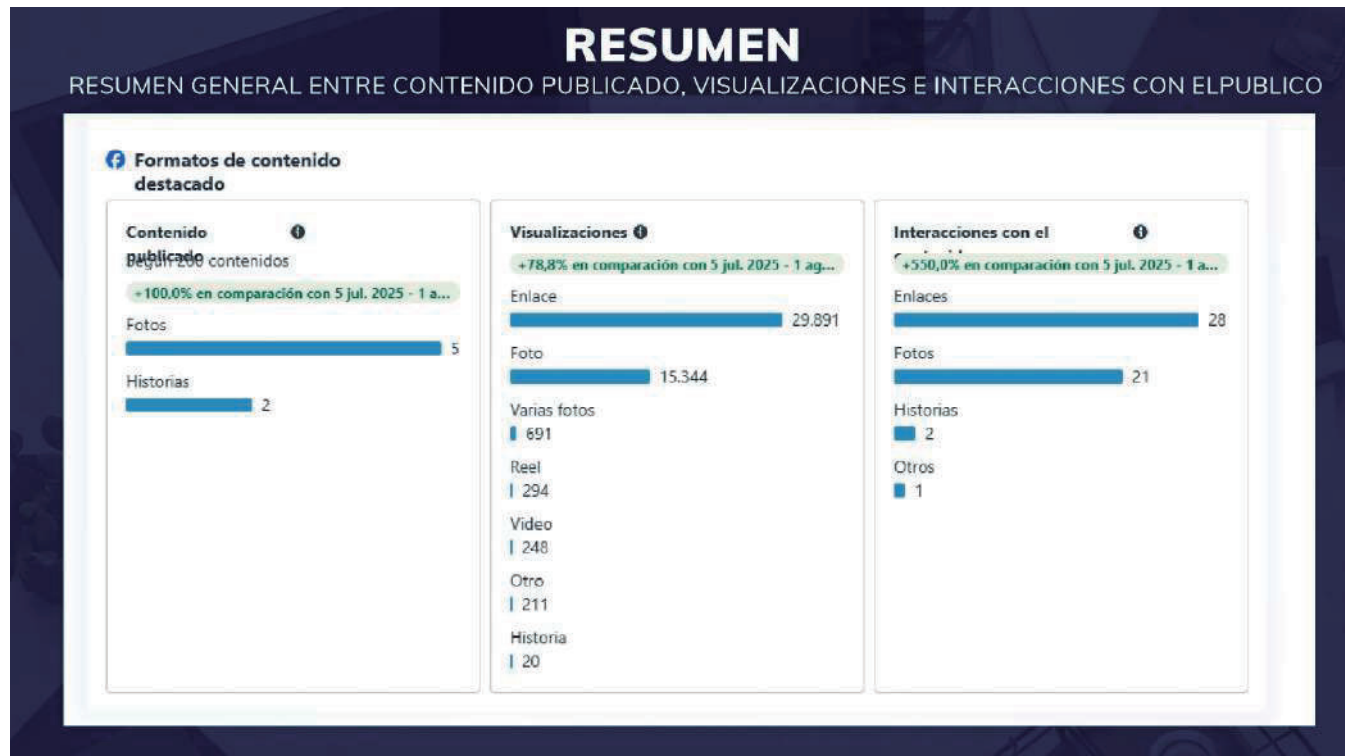 RESUMEN
RESUMEN GENERAL ENTRE CONTENIDO PUBLICADO, VISUALIZACIONES E INTERACCIONES CON ELPUBLICO
Formatos de contenido
destacado
Contenido
publicado
Según 200 contenidos
+100,0% en comparación con 5 jul. 2025 - 1 a...
Fotos
5
Historias
2
Visualizaciones
+78,8% en comparación con 5 jul. 2025 - 1 ag...
Enlace
29.891
Foto
15.344
Varias fotos
691
Reel
294
Video
248
Otro
211
Historia
20
Interacciones con el
+550,0% en comparación con 5 jul. 2025 - 1 a...
Enlaces
28
Fotos
21
Historias
2
Otros
1